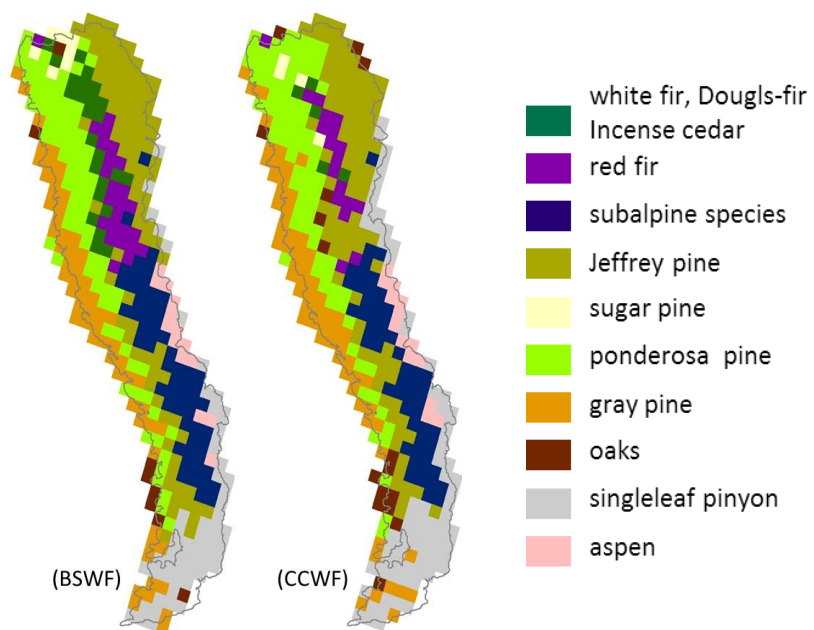 white fir, Dougls-fir
Incense cedar
red fir
subalpine species
Jeffrey pine
sugar pine
ponderosa pine
gray pine
oaks
singleleaf pinyon
aspen
(BSWF)
(CCWF)